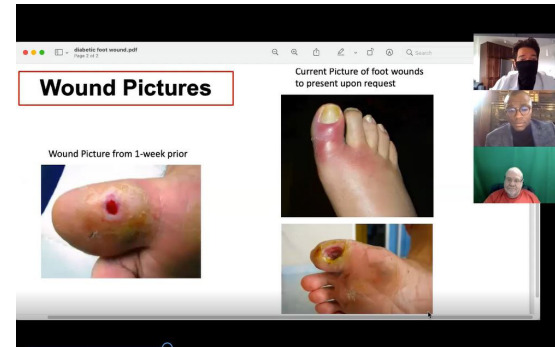 diabetic foot wound.pdf
Page 2 of 2
Search
Wound Pictures
Current Picture of foot wounds
to present upon request
Wound Picture from 1-week prior